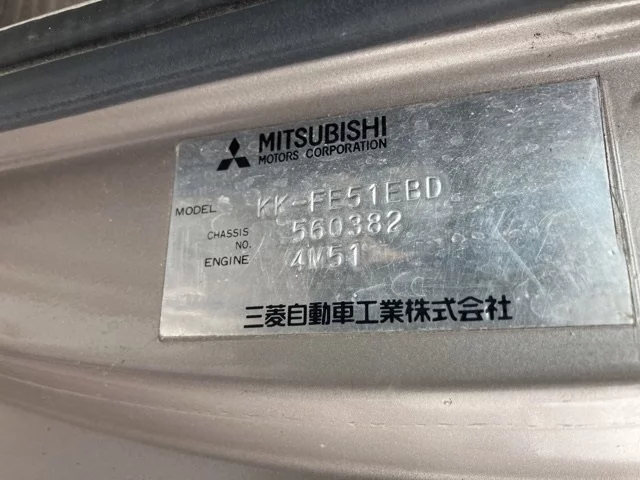 MITSUBISHI
MOTORS CORPORATION
MODEL KK-FE51EBD
CHASSIS NO. 560382
ENGINE 4M51
三菱自動車工業株式会社